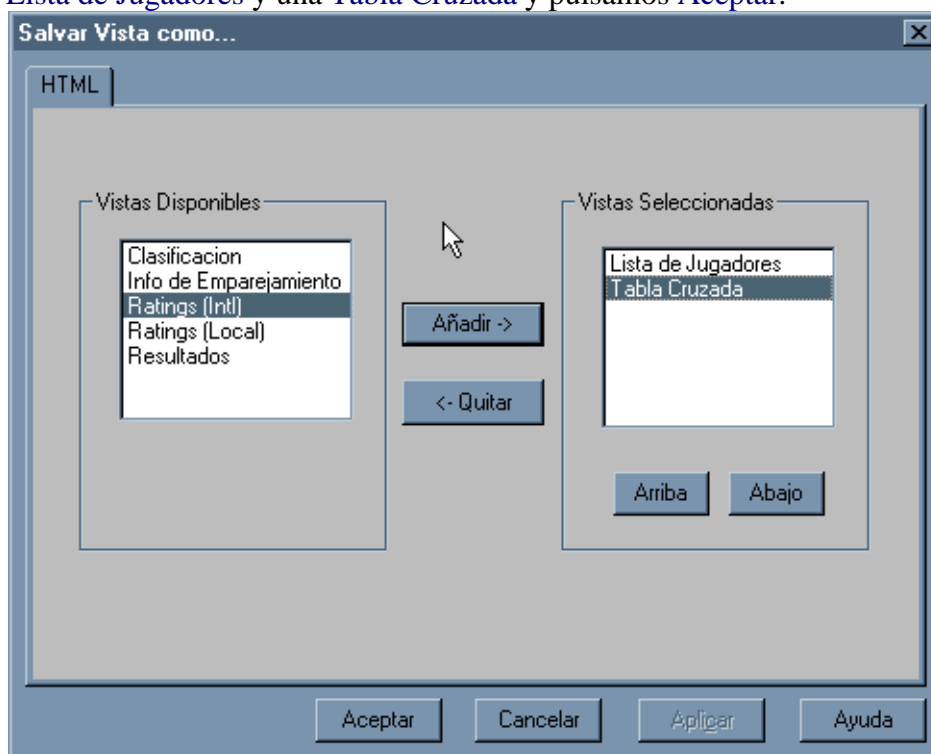 Lista de Jugadores y una Tabla Cruzada y pulsamos Aceptar.
Salvar Vista como...
HTML
Vistas Disponibles
Clasificacion
Info de Emparejamiento
Ratings (Intl)
Ratings (Local)
Resultados
Añadir ->
<- Quitar
Vistas Seleccionadas
Lista de Jugadores
Tabla Cruzada
Arriba
Abajo
Aceptar
Cancelar
Aplicar
Ayuda